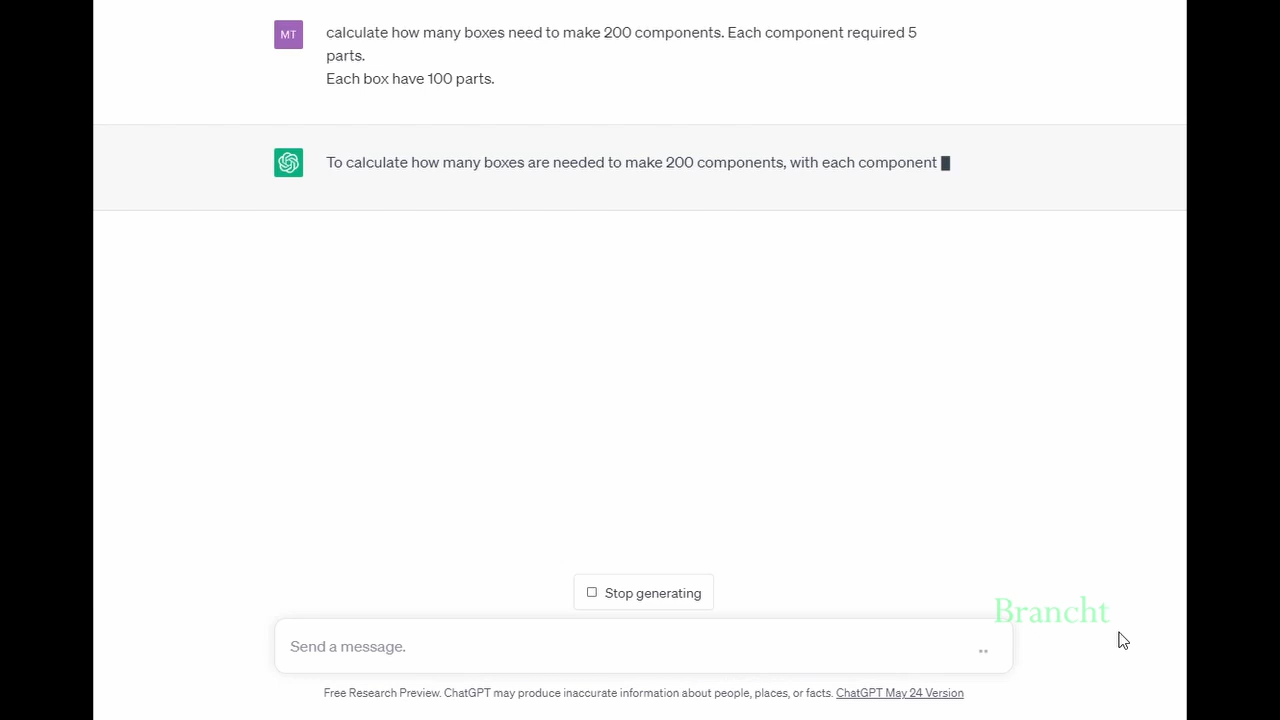 MT
calculate how many boxes need to make 200 components. Each component required 5
parts.
Each box have 100 parts.
To calculate how many boxes are needed to make 200 components, with each component
Stop generating
Brancht
Send a message.
Free Research Preview. ChatGPT may produce inaccurate information about people, places, or facts. ChatGPT May 24 Version